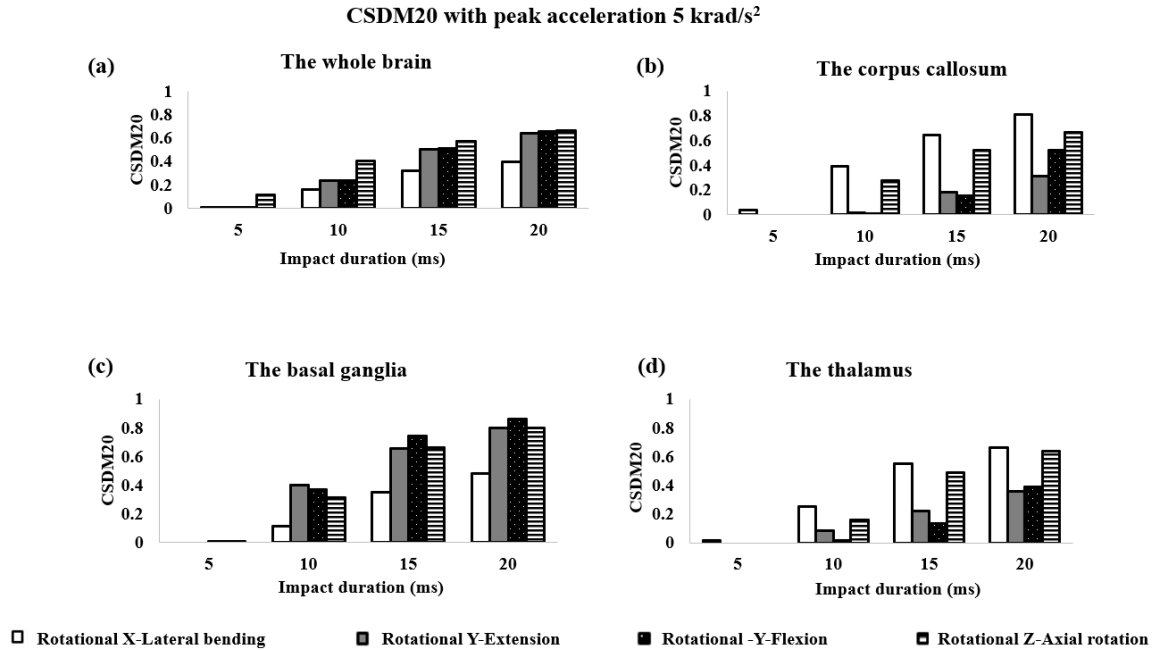 CSDM20 with peak acceleration 5 krad/s²
(a)
The whole brain
1
0.8
0.6
0.4
0.2
0
CSDM20
5 10 15 20
Impact duration (ms)
(b)
The corpus callosum
1
0.8
0.6
0.4
0.2
0
CSDM20
5 10 15 20
Impact duration (ms)
(c)
The basal ganglia
1
0.8
0.6
0.4
0.2
0
CSDM20
5 10 15 20
Impact duration (ms)
(d)
The thalamus
1
0.8
0.6
0.4
0.2
0
CSDM20
5 10 15 20
Impact duration (ms)
Rotational X-Lateral bending Rotational Y-Extension Rotational -Y-Flexion Rotational Z-Axial rotation